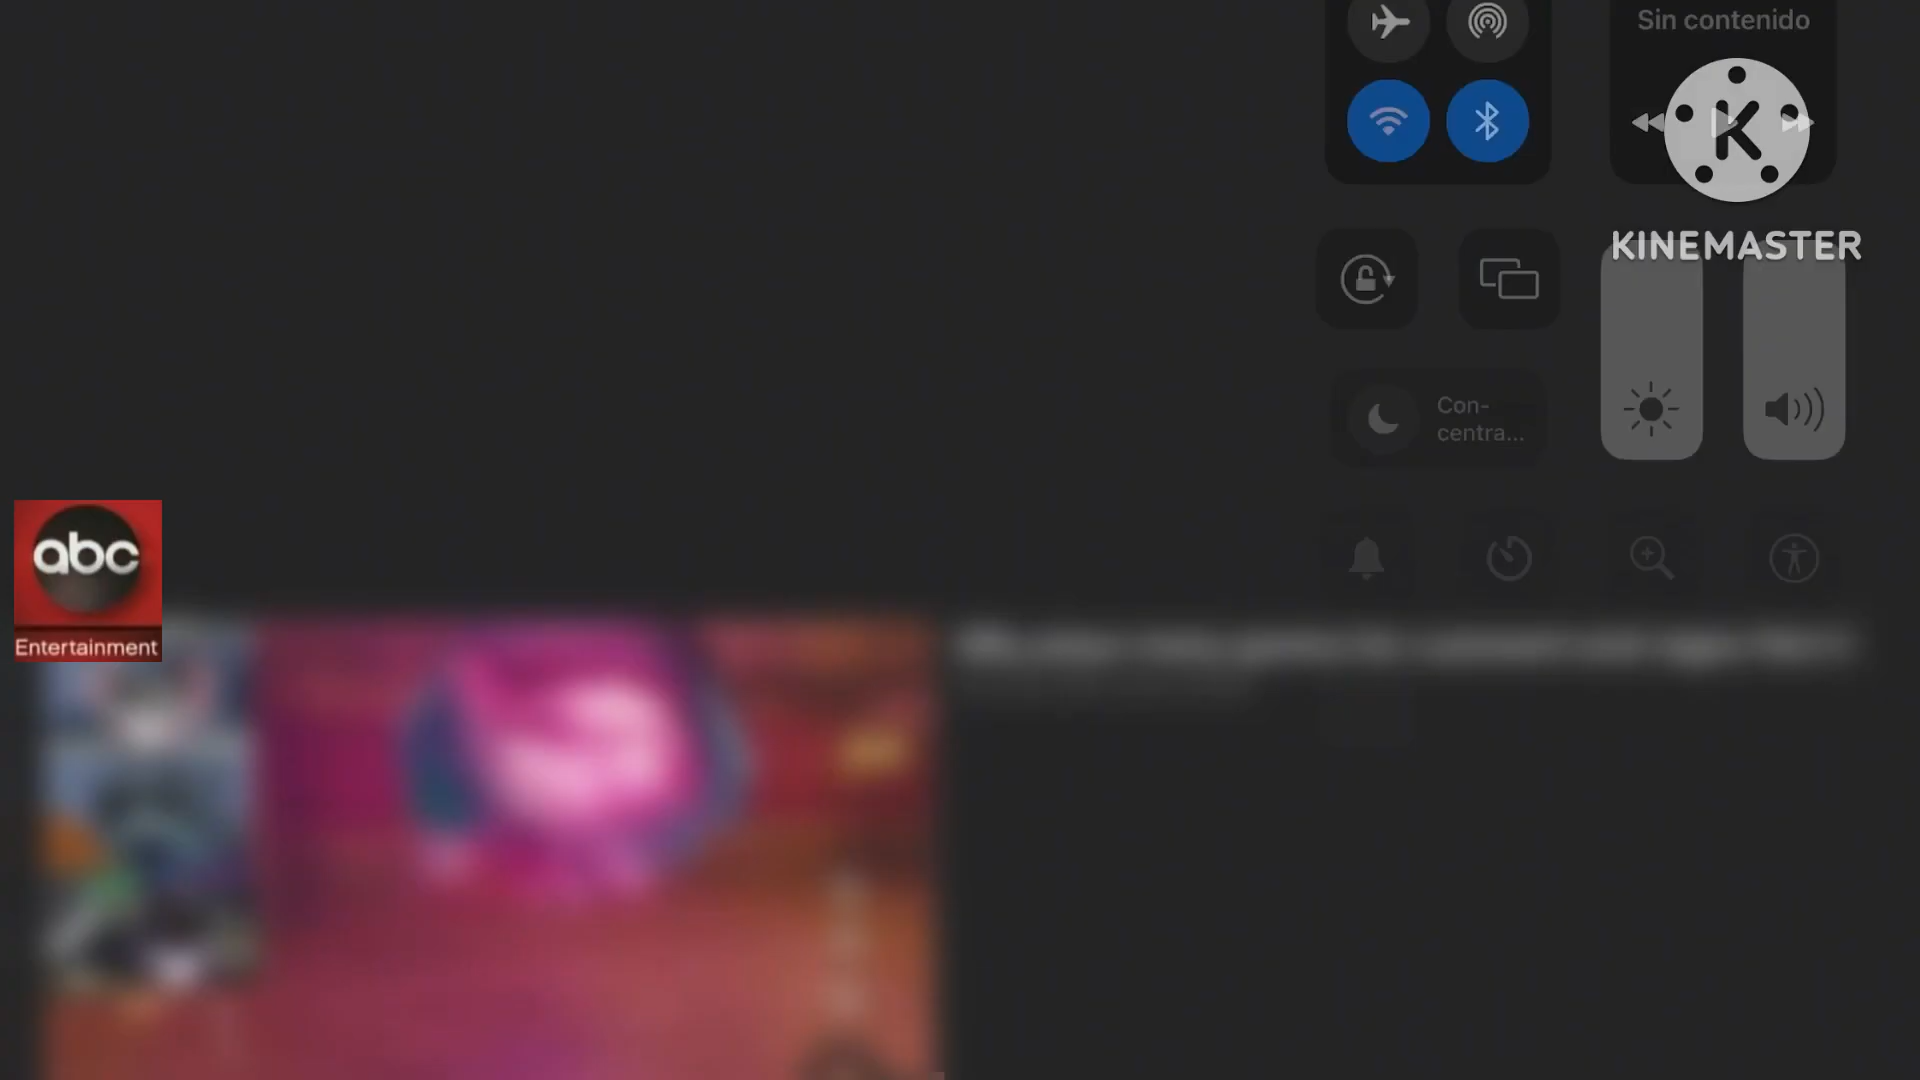 Sin contenido
K
KINEMASTER
Con-
centra...
abc
Entertainment